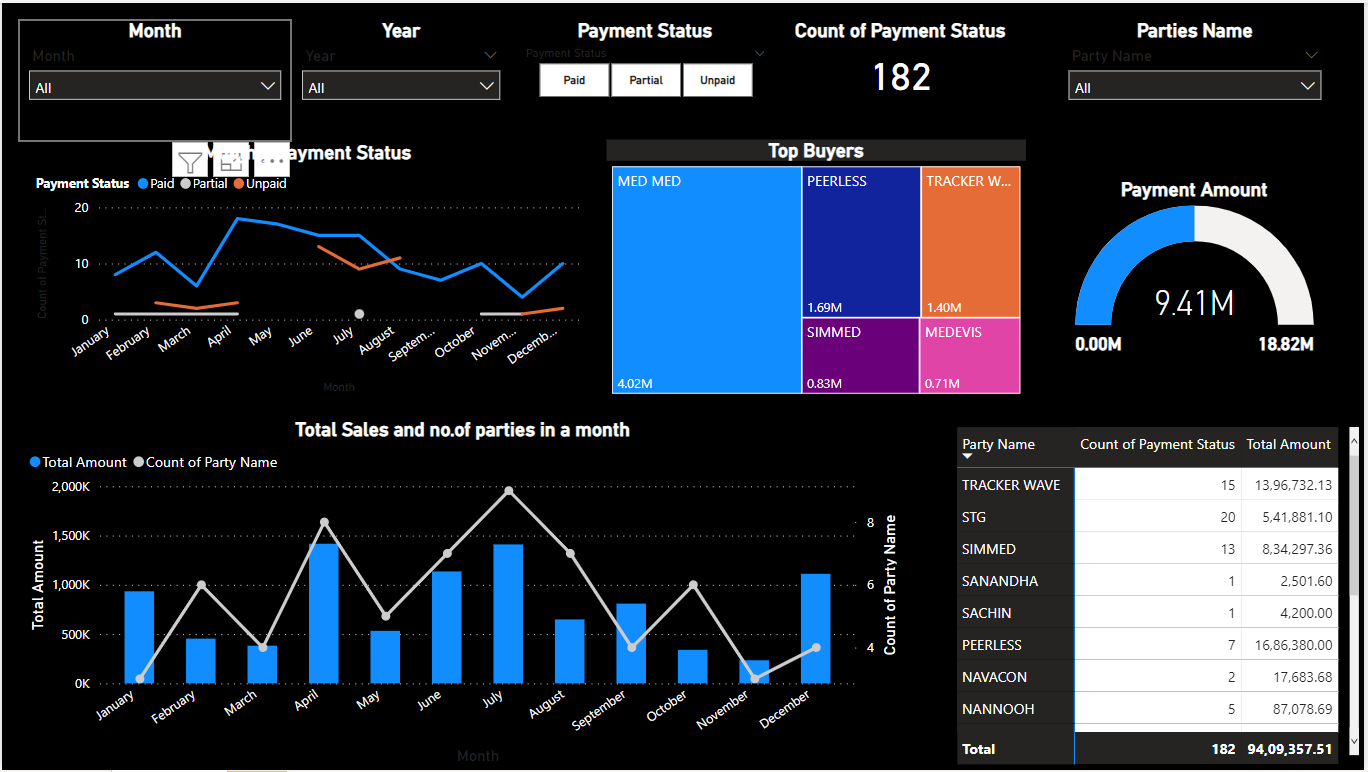 Month
Year
Payment Status
Count of Payment Status
Parties Name
Month
Year
Payment Status
Party Name
All
All
Paid
Partial
Unpaid
182
All
Payment Status
Top Buyers
Payment Status
Paid
Partial
Unpaid
Count of Payment St...
20
10
0
January
February
March
April
May
June
July
August
Septem...
October
Novem...
Decemb...
Month
MED MED
4.02M
PEERLESS
1.69M
TRACKER W...
1.40M
SIMMED
0.83M
MEDEVIS
0.71M
Payment Amount
9.41M
0.00M
18.82M
Total Sales and no.of parties in a month
Total Amount
Count of Party Name
Total Amount
2,000K
1,500K
1,000K
500K
0K
8
6
4
Count of Party Name
January
February
March
April
May
June
July
August
September
October
November
December
Month
Party Name Count of Payment Status Total Amount
TRACKER WAVE 15 13,96,732.13
STG 20 5,41,881.10
SIMMED 13 8,34,297.36
SANANDHA 1 2,501.60
SACHIN 1 4,200.00
PEERLESS 7 16,86,380.00
NAVACON 2 17,683.68
NANNOOH 5 87,078.69
Total 182 94,09,357.51